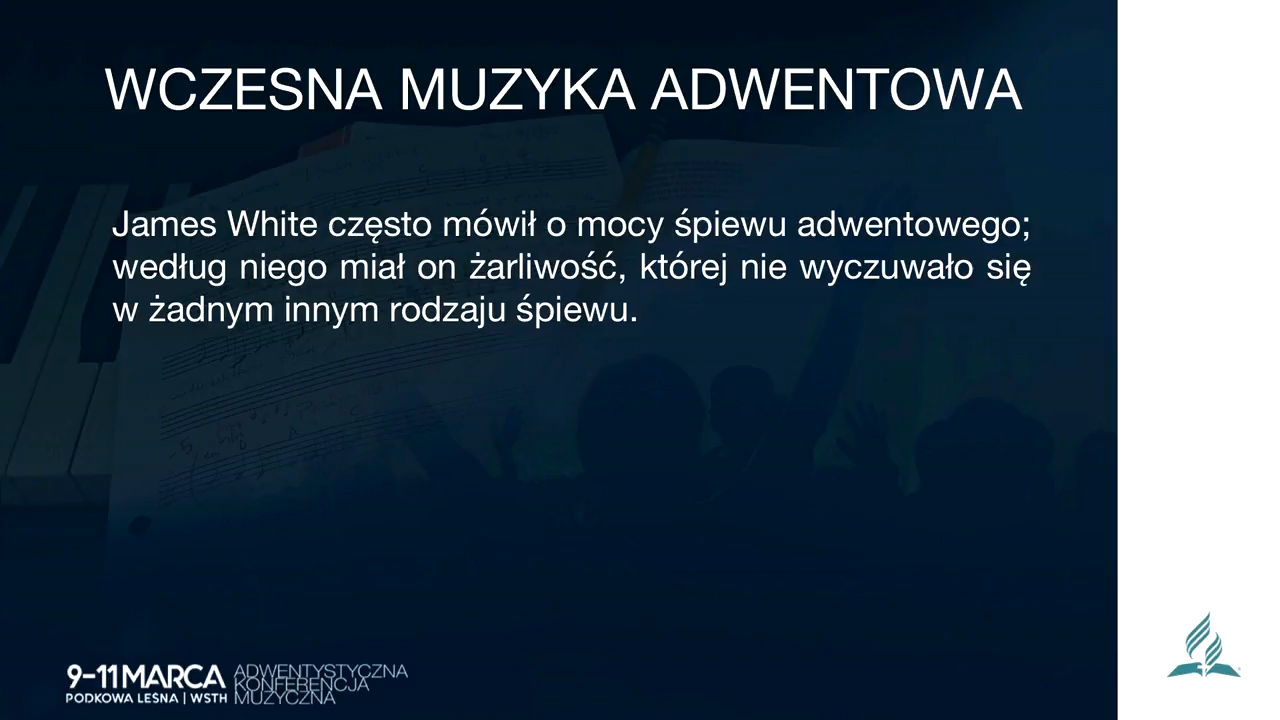 WCZESNA MUZYKA ADWENTOWA
James White często mówił o mocy śpiewu adwentowego;
według niego miał on żarliwość, której nie wyczuwało się
w żadnym innym rodzaju śpiewu.
9-11 MARCA
PODKOWA LEŚNA | WSTH
ADWENTYSTYCZNA
KONFERENCJA
MUZYCZNA